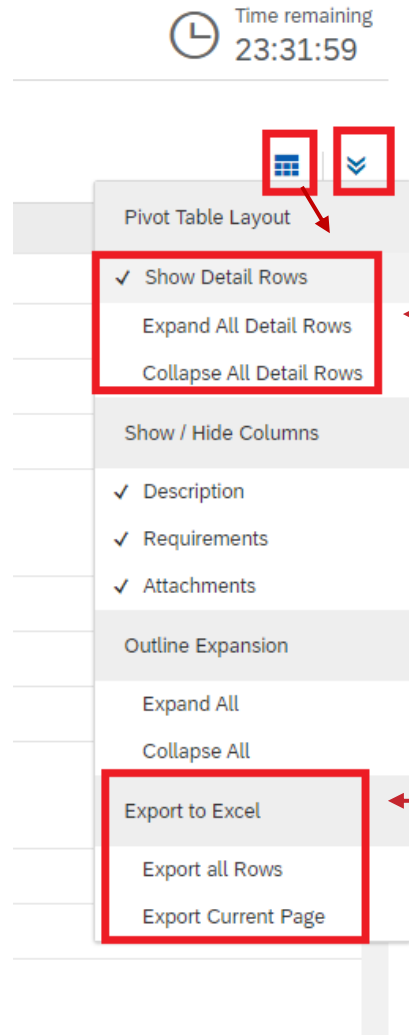 Time remaining
23:31:59
Pivot Table Layout
✓ Show Detail Rows
Expand All Detail Rows
Collapse All Detail Rows
Show / Hide Columns
✓ Description
✓ Requirements
✓ Attachments
Outline Expansion
Expand All
Collapse All
Export to Excel
Export all Rows
Export Current Page